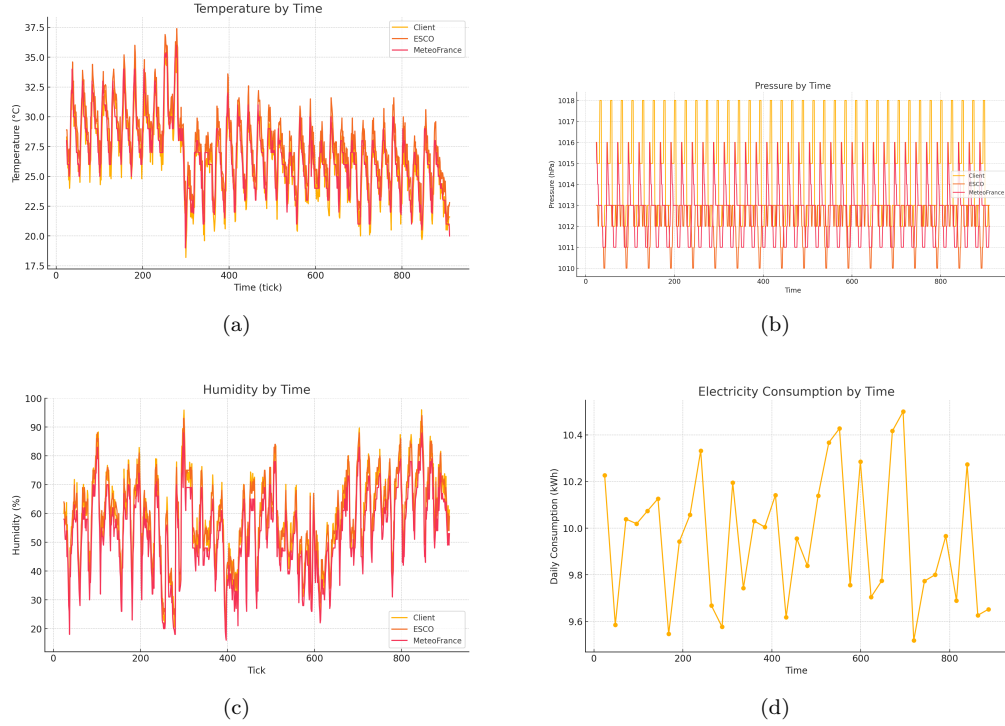 Temperature by Time
Client
ESCO
MeteoFrance
37.5
35.0
32.5
30.0
27.5
25.0
22.5
20.0
17.5
Temperature (°C)
0 200 400 600 800
Time (tick)
(a)
Pressure by Time
1018
1017
1016
1015
1014
1013
1012
1011
1010
Pressure (hPa)
Client
ESCO
MeteoFrance
0 200 400 600 800
Time
(b)
Humidity by Time
100
90
80
70
60
50
40
30
20
Humidity (%)
Client
ESCO
MeteoFrance
0 200 400 600 800
Tick
(c)
Electricity Consumption by Time
10.4
10.2
10.0
9.8
9.6
Daily Consumption (kWh)
0 200 400 600 800
Time
(d)